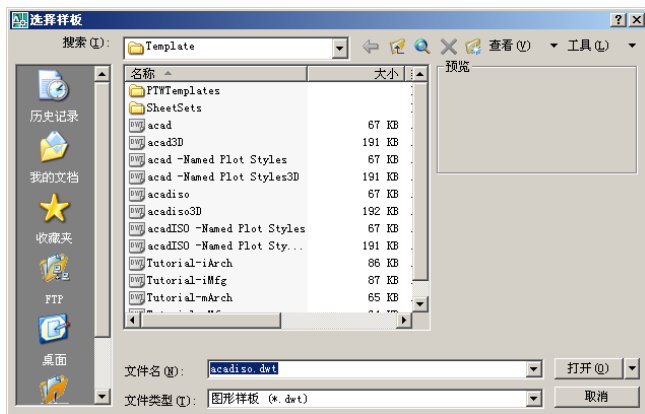 选择样板
搜索(I):
Template
查看(V)
工具(L)
名称
大小
预览
PTWTemplates
SheetSets
acad
67 KB
acad3D
191 KB
acad -Named Plot Styles
67 KB
acad -Named Plot Styles3D
191 KB
acadiso
67 KB
acadiso3D
192 KB
acadISO -Named Plot Styles
67 KB
acadISO -Named Plot Sty...
191 KB
Tutorial-iArch
86 KB
Tutorial-iMfg
87 KB
Tutorial-mArch
65 KB
历史记录
我的文档
收藏夹
FTP
桌面
文件名(N):
acadiso.dwt
打开(O)
文件类型(T):
图形样板 (*.dwt)
取消